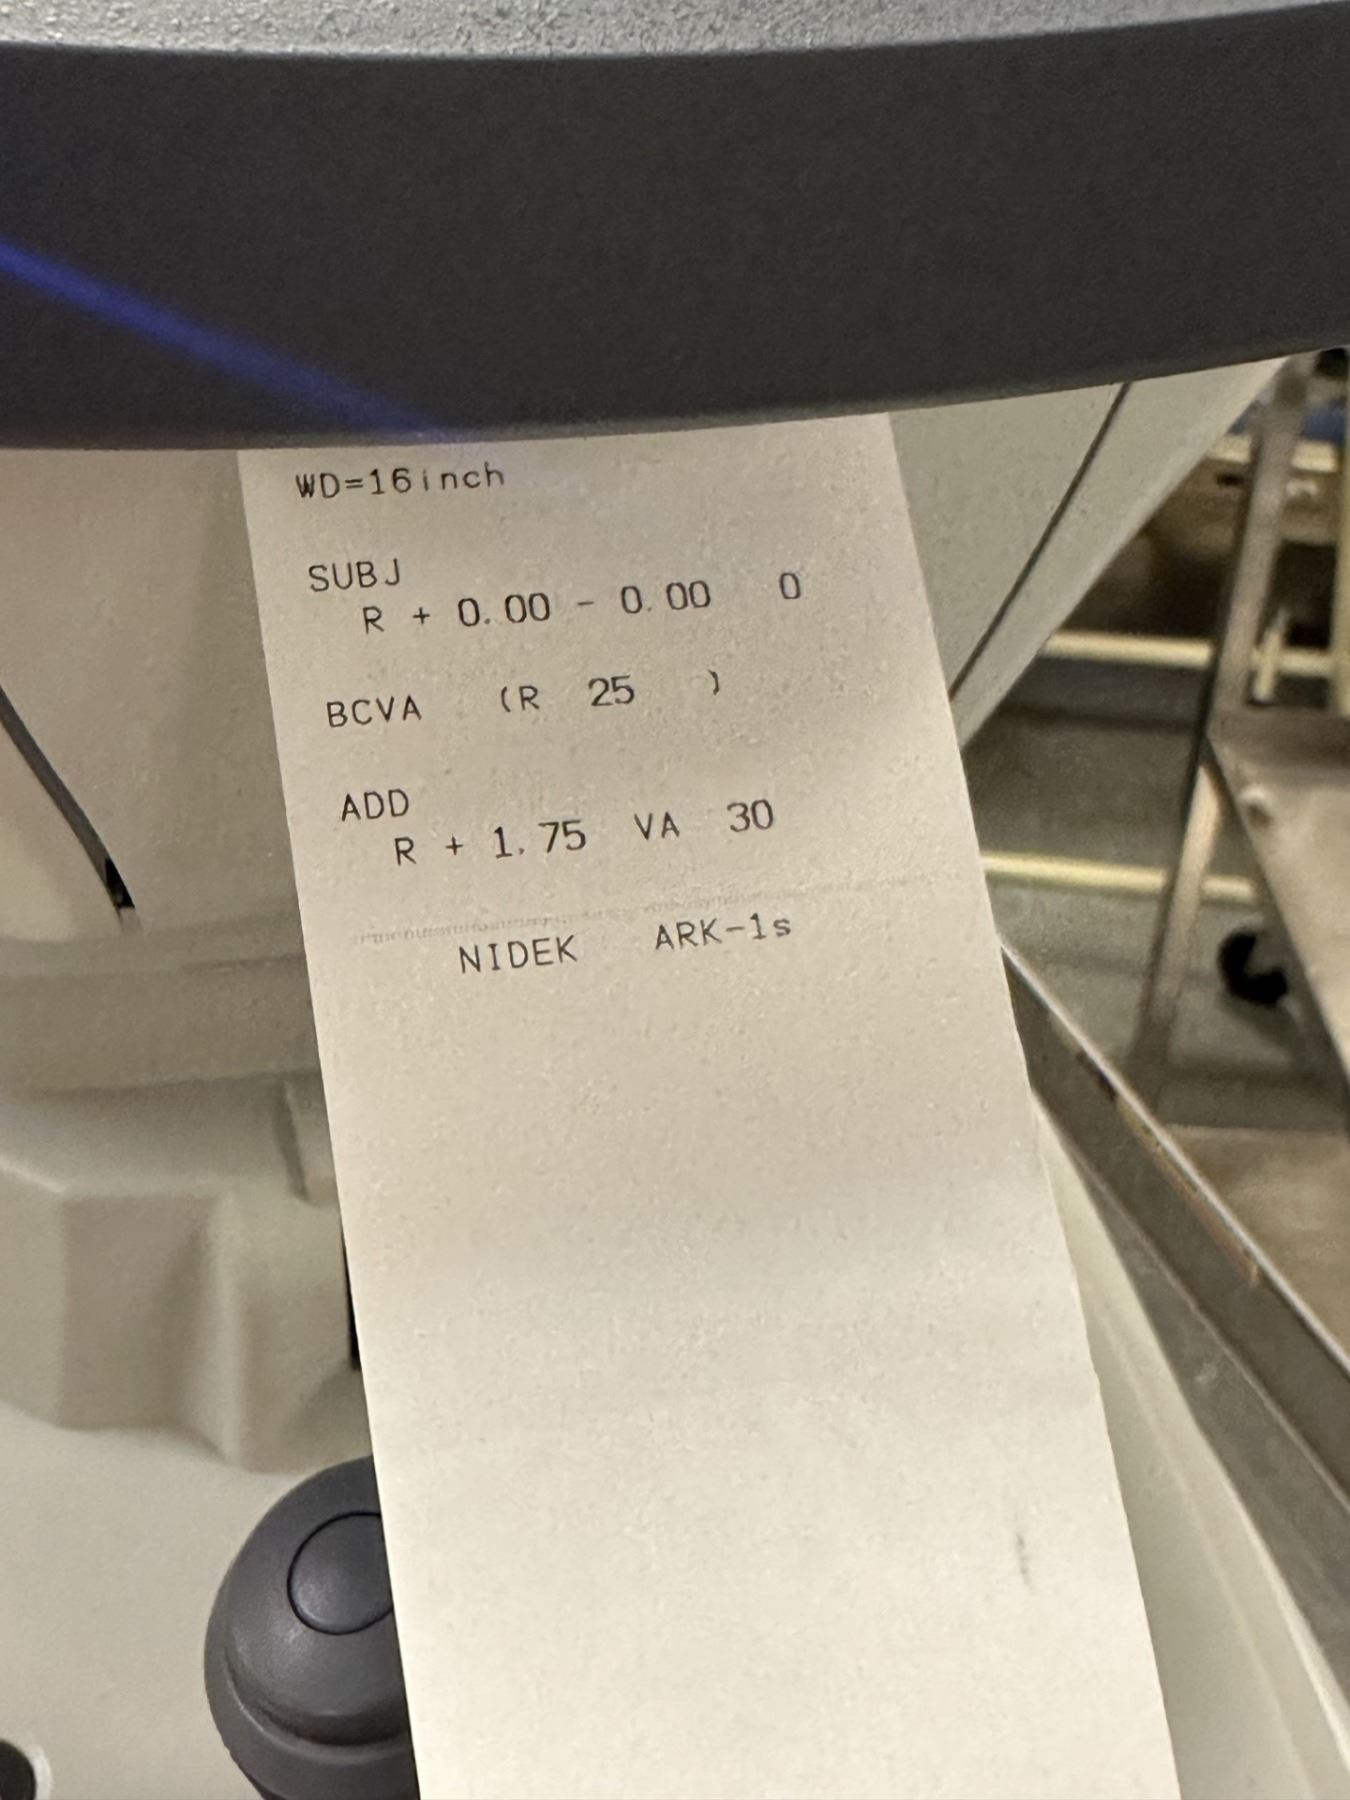 WD=16inch
SUBJ
R + 0.00 - 0.00 0
BCVA (R 25 )
ADD
R + 1.75 VA 30
NIDEK ARK-1s